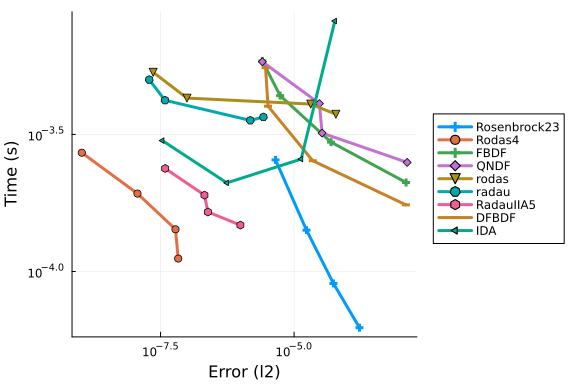 Time (s)
10^-3.5
10^-4.0
10^-7.5
10^-5.0
Error (l2)
Rosenbrock23
Rodas4
FBDF
QNDF
rodas
radau
RadauIIA5
DFBDF
IDA